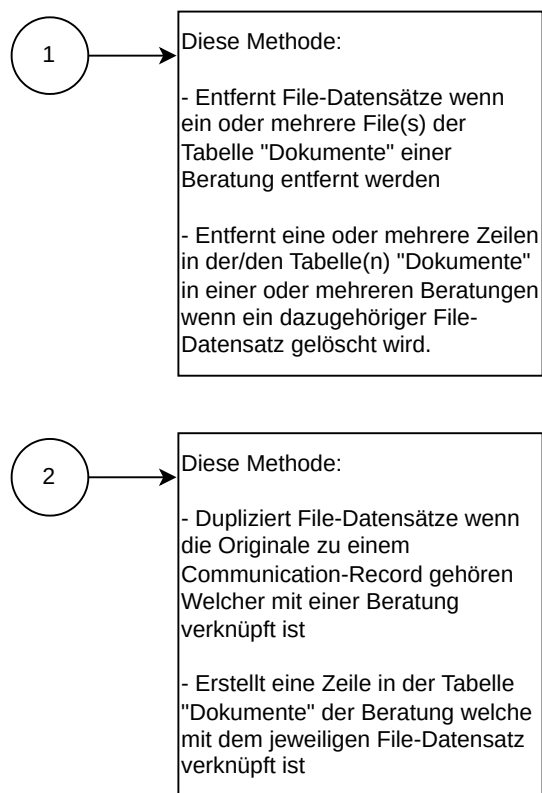 1
Diese Methode:
- Entfernt File-Datensätze wenn
ein oder mehrere File(s) der
Tabelle "Dokumente" einer
Beratung entfernt werden
- Entfernt eine oder mehrere Zeilen
in der/den Tabelle(n) "Dokumente"
in einer oder mehreren Beratungen
wenn ein dazugehöriger File-
Datensatz gelöscht wird.
2
Diese Methode:
- Dupliziert File-Datensätze wenn
die Originale zu einem
Communication-Record gehören
Welcher mit einer Beratung
verknüpft ist
- Erstellt eine Zeile in der Tabelle
"Dokumente" der Beratung welche
mit dem jeweiligen File-Datensatz
verknüpft ist